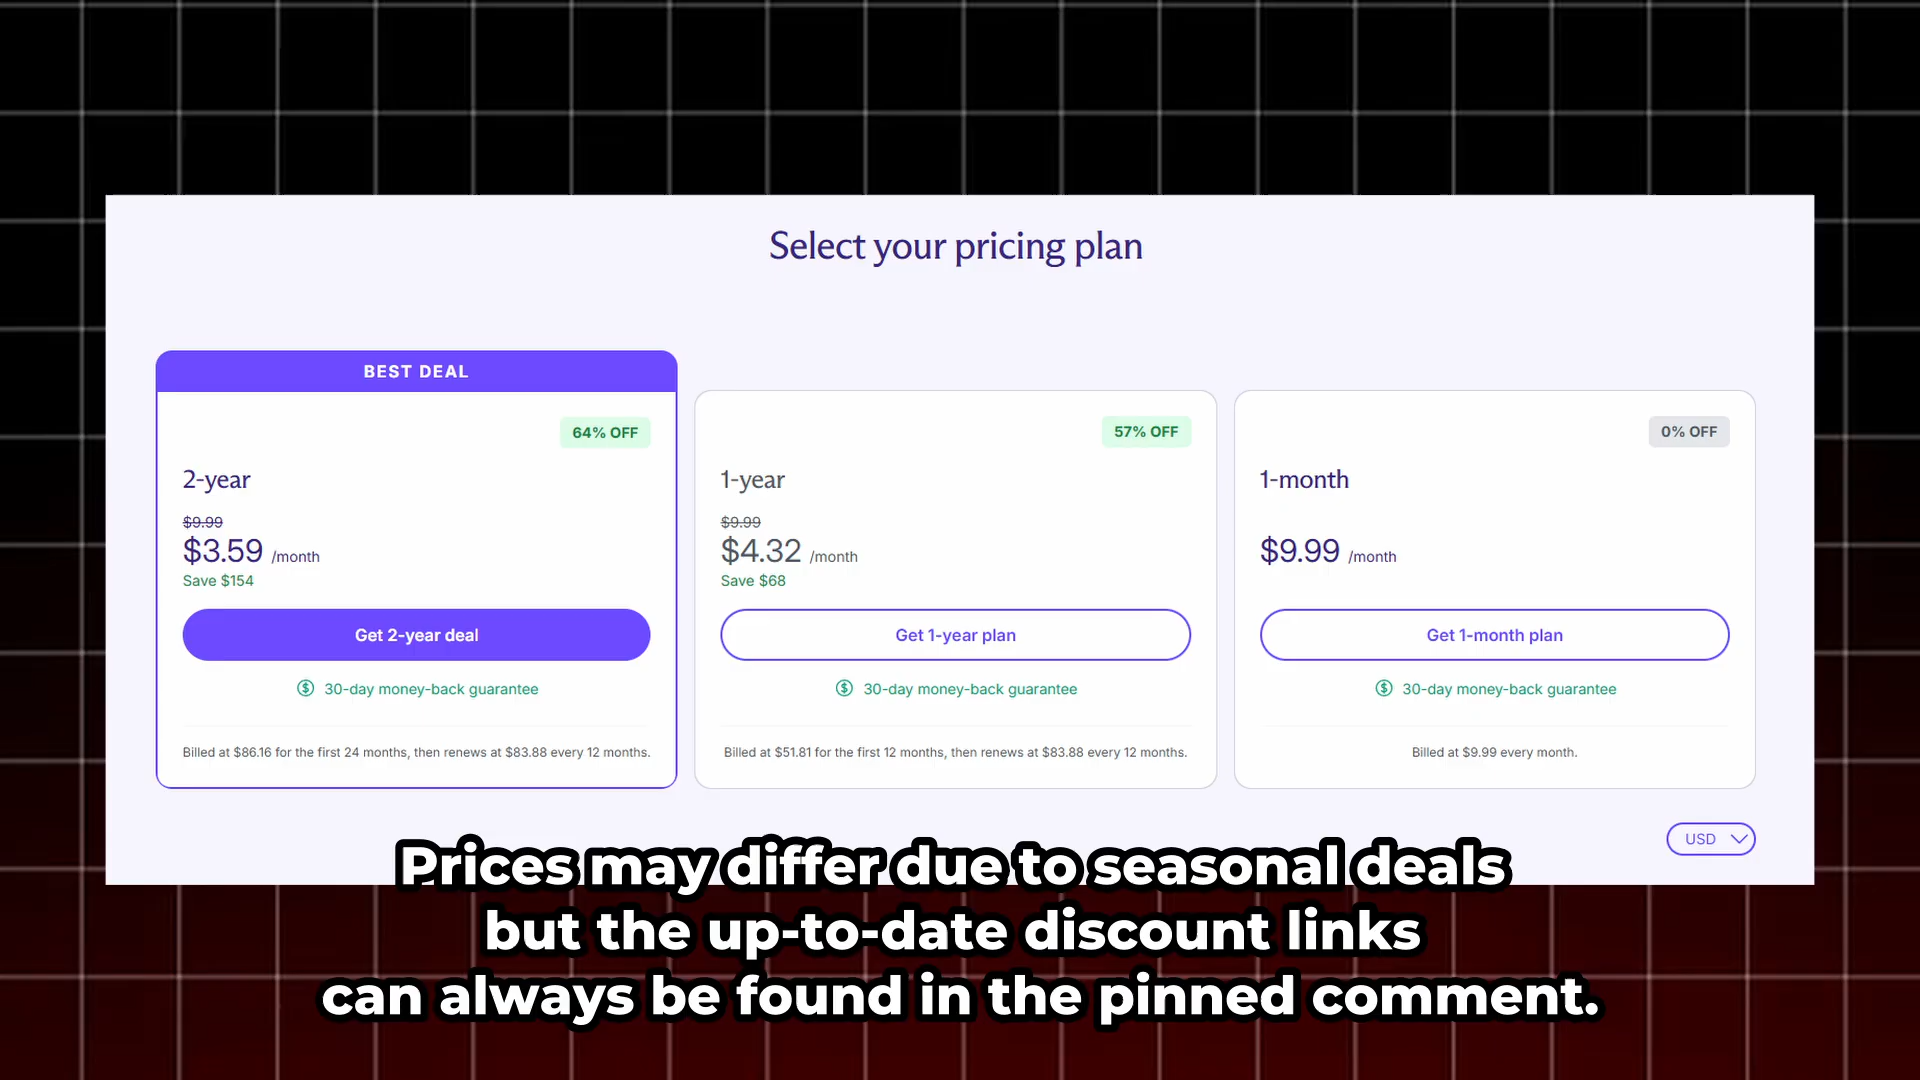 Select your pricing plan
BEST DEAL
64% OFF
2-year
$9.99
$3.59 /month
Save $154
Get 2-year deal
30-day money-back guarantee
Billed at $86.16 for the first 24 months, then renews at $83.88 every 12 months.
57% OFF
1-year
$9.99
$4.32 /month
Save $68
Get 1-year plan
30-day money-back guarantee
Billed at $51.81 for the first 12 months, then renews at $83.88 every 12 months.
0% OFF
1-month
$9.99 /month
Get 1-month plan
30-day money-back guarantee
Billed at $9.99 every month.
USD
Prices may differ due to seasonal deals
but the up-to-date discount links
can always be found in the pinned comment.